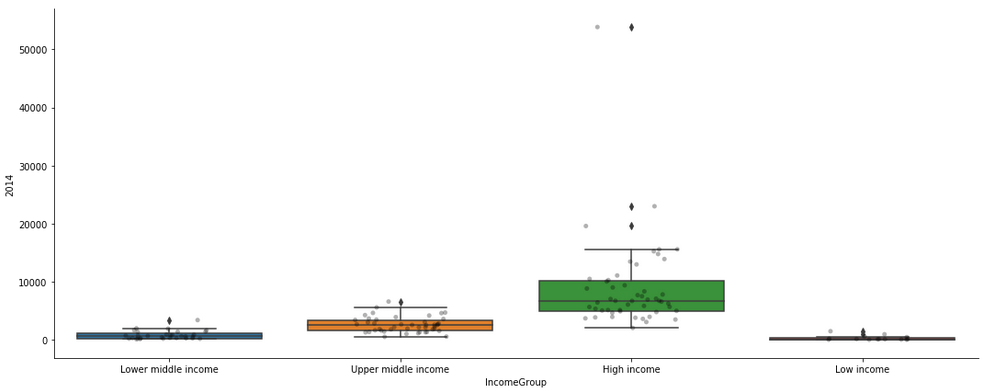 50000
40000
30000
20000
10000
0
2014
Lower middle income
Upper middle income
High income
Low income
IncomeGroup